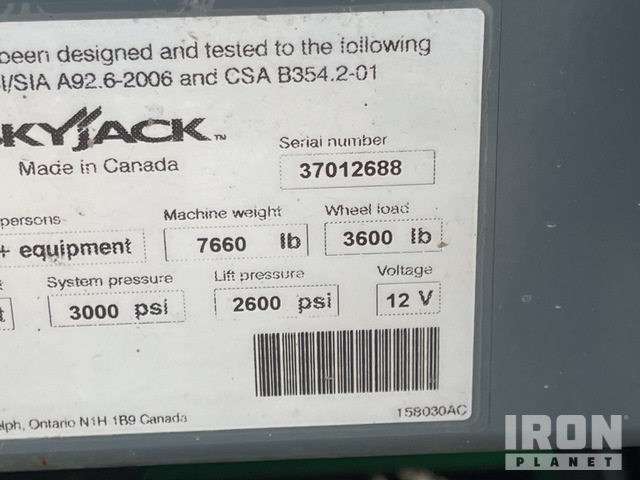 been designed and tested to the following
I/SIA A92.6-2006 and CSA B354.2-01
KYJACK™
Made in Canada
Serial number
37012688
persons
+ equipment
Machine weight
7660 lb
Wheel load
3600 lb
System pressure
3000 psi
Lift pressure
2600 psi
Voltage
12 V
lph, Ontario N1H 1B9 Canada
158030AC
IRON
PLANET